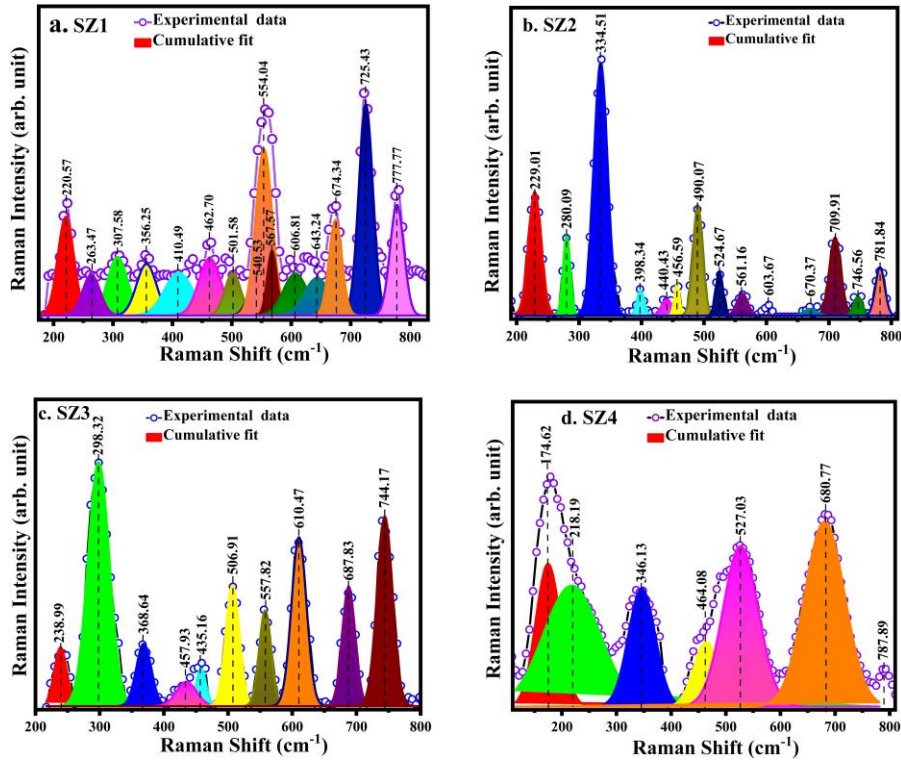 a. SZ1
Experimental data
Cumulative fit
Raman Intensity (arb. unit)
220.57
263.47
307.58
356.25
410.49
462.70
501.58
540.53
554.04
567.57
606.81
643.24
674.34
725.43
777.77
200 300 400 500 600 700 800
Raman Shift (cm⁻¹)
b. SZ2
Experimental data
Cumulative fit
Raman Intensity (arb. unit)
229.01
280.09
334.51
398.34
440.43
456.59
490.07
524.67
561.16
603.67
670.37
709.91
746.56
781.84
200 300 400 500 600 700 800
Raman Shift (cm⁻¹)
c. SZ3
Experimental data
Cumulative fit
Raman Intensity (arb. unit)
238.99
298.32
368.64
457.93
435.16
506.91
557.82
610.47
687.83
744.17
200 300 400 500 600 700 800
Raman Shift (cm⁻¹)
d. SZ4
Experimental data
Cumulative fit
Raman Intensity (arb. unit)
174.62
218.19
346.13
464.08
527.03
680.77
787.89
200 300 400 500 600 700 800
Raman Shift (cm⁻¹)